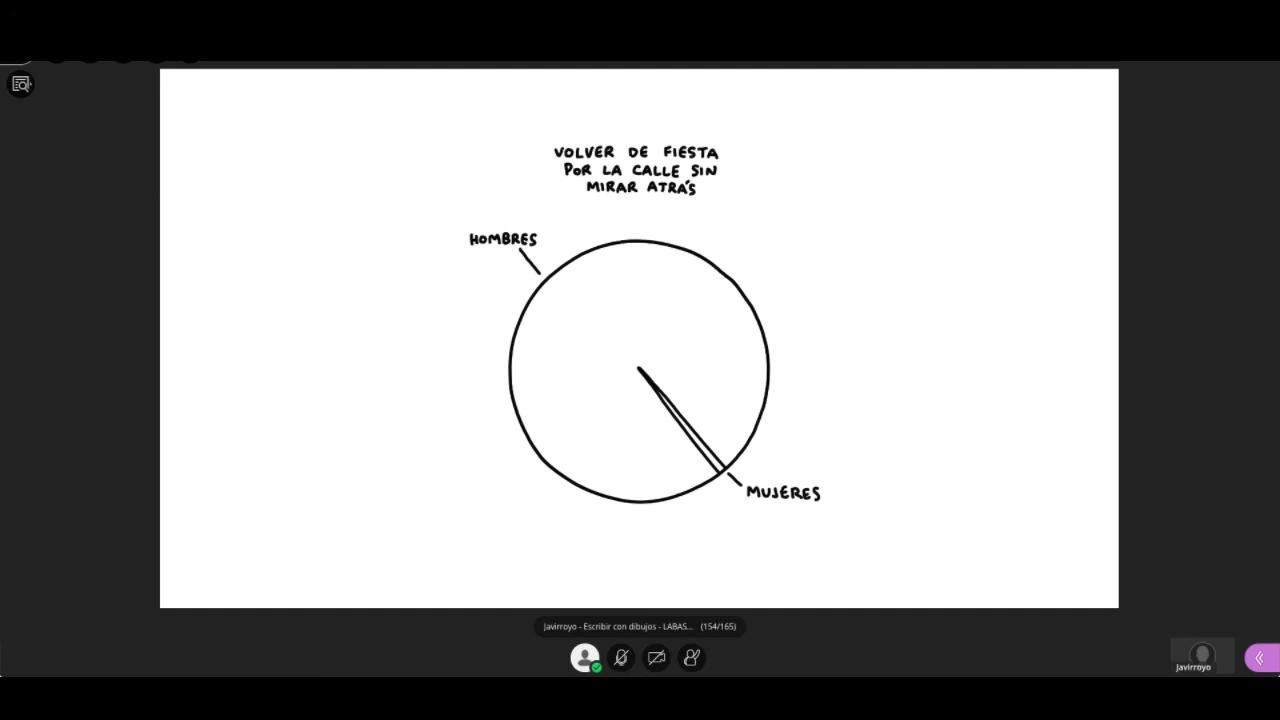 VOLVER DE FIESTA
POR LA CALLE SIN
MIRAR ATRÁS
HOMBRES
MUJERES
Javirroyo - Escribir con dibujos - LABAS... (154/165)
Javirroyo